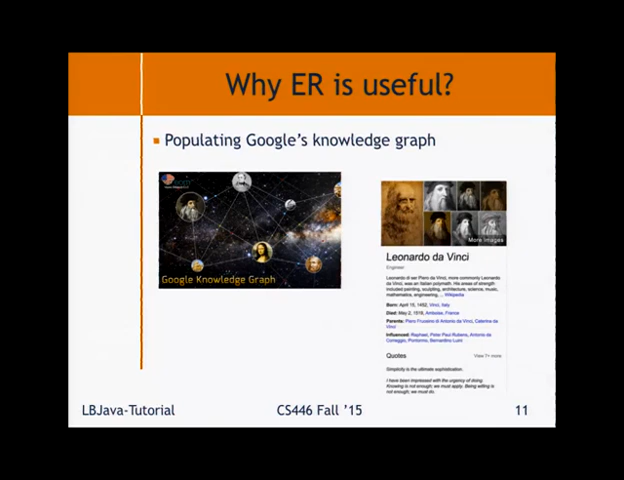 Why ER is useful?
Populating Google's knowledge graph
Google Knowledge Graph
More Images
Leonardo da Vinci
Engineer
Leonardo di ser Piero da Vinci, more commonly Leonardo
da Vinci, was an Italian polymath. His areas of strength
included painting, sculpting, architecture, science, music,
mathematics, engineering, ... Wikipedia
Born: April 15, 1452, Vinci, Italy
Died: May 2, 1519, Amboise, France
Parents: Piero Fruosino di Antonio da Vinci, Caterina da
Vinci
Influenced: Raphael, Peter Paul Rubens, Antonio da
Correggio, Pontormo, Bernardino Luini
Quotes
View 7+ more
Simplicity is the ultimate sophistication.
I have been impressed with the urgency of doing.
Knowing is not enough; we must apply. Being willing is
not enough; we must do.
LBJava-Tutorial
CS446 Fall '15
11